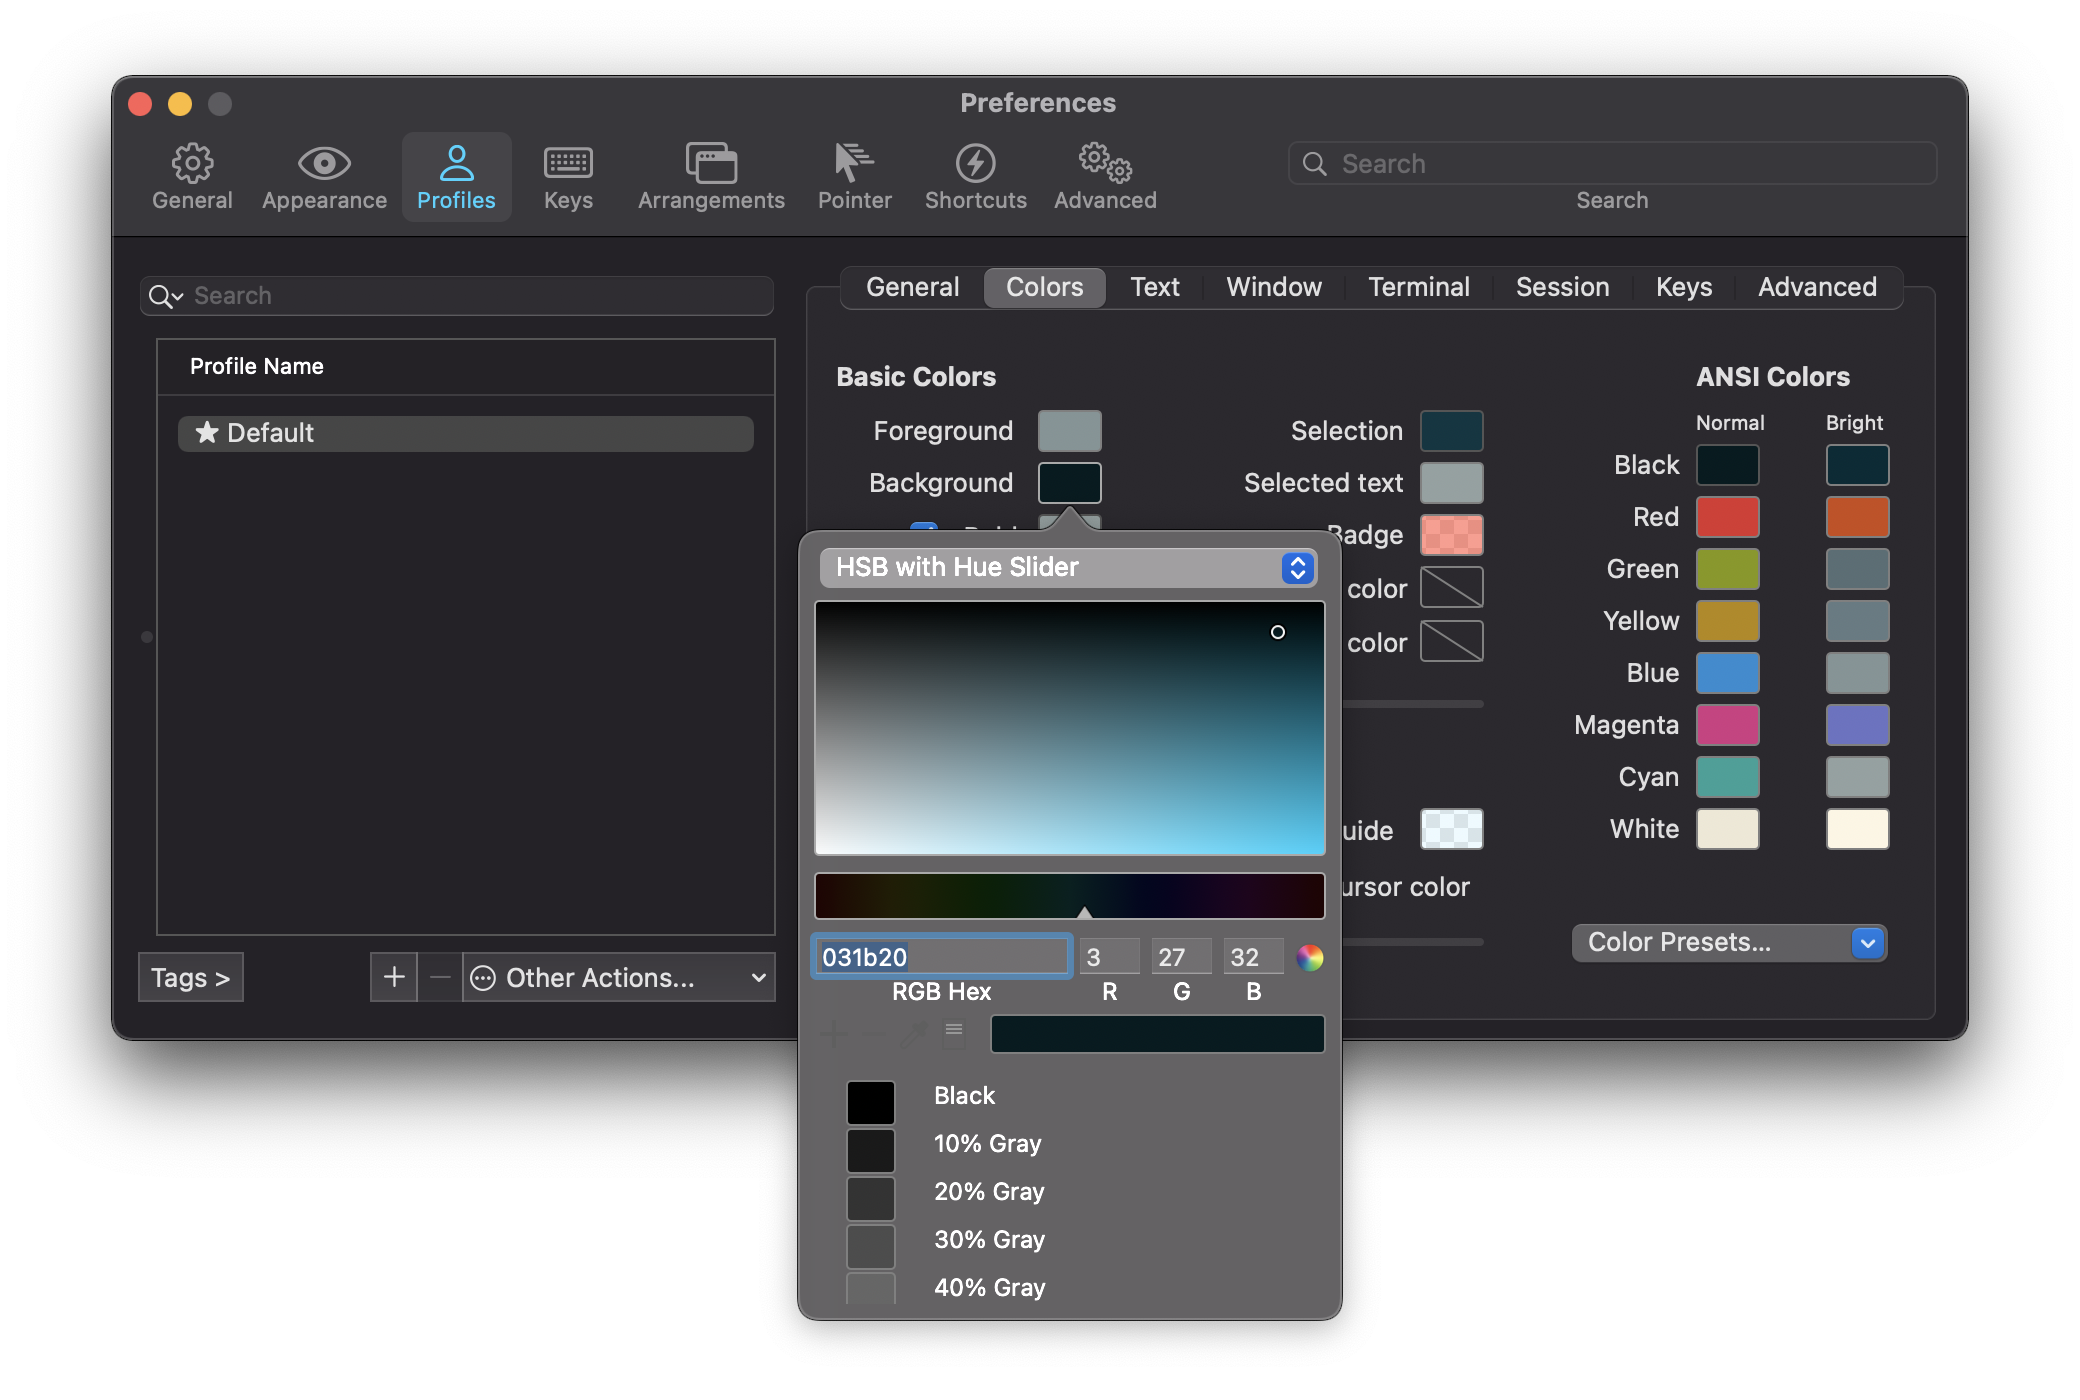 Preferences
General
Appearance
Profiles
Keys
Arrangements
Pointer
Shortcuts
Advanced
Search
Search
Search
Profile Name
Default
Tags >
Other Actions...
General
Colors
Text
Window
Terminal
Session
Keys
Advanced
Basic Colors
Foreground
Background
Selection
Selected text
Badge
color
color
uide
ursor color
ANSI Colors
Normal
Bright
Black
Red
Green
Yellow
Blue
Magenta
Cyan
White
Color Presets...
HSB with Hue Slider
031b20
3
27
32
RGB Hex
R
G
B
Black
10% Gray
20% Gray
30% Gray
40% Gray